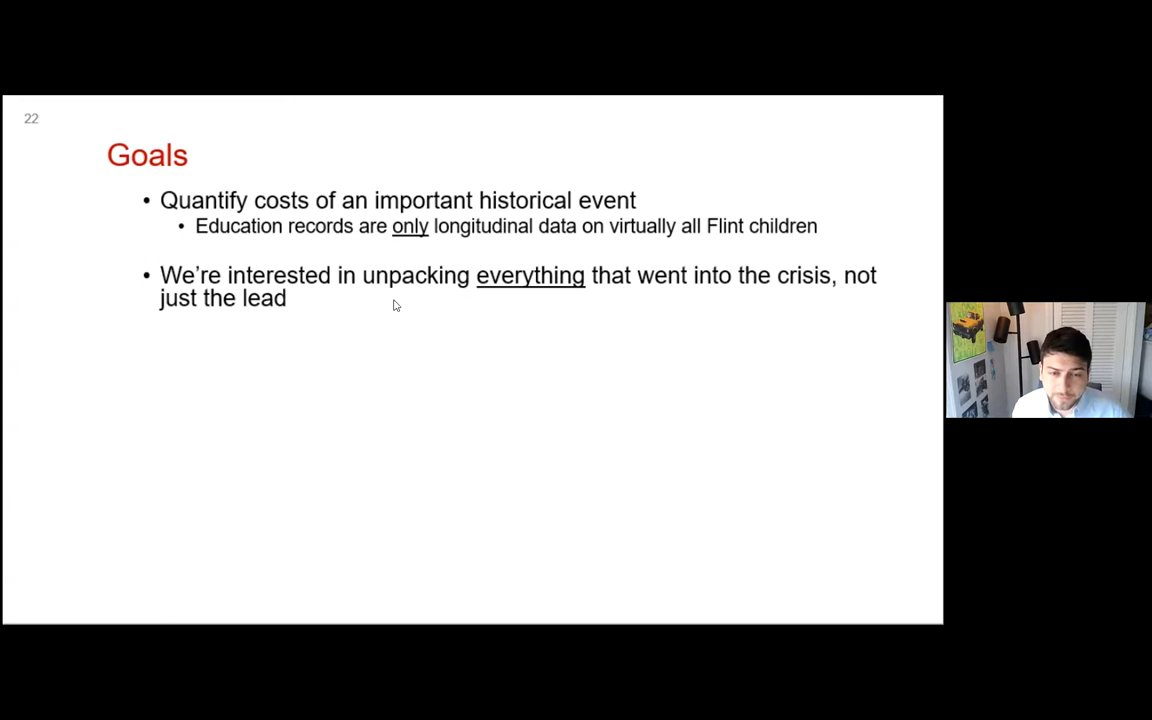 22
Goals
• Quantify costs of an important historical event
• Education records are only longitudinal data on virtually all Flint children
• We're interested in unpacking everything that went into the crisis, not
just the lead